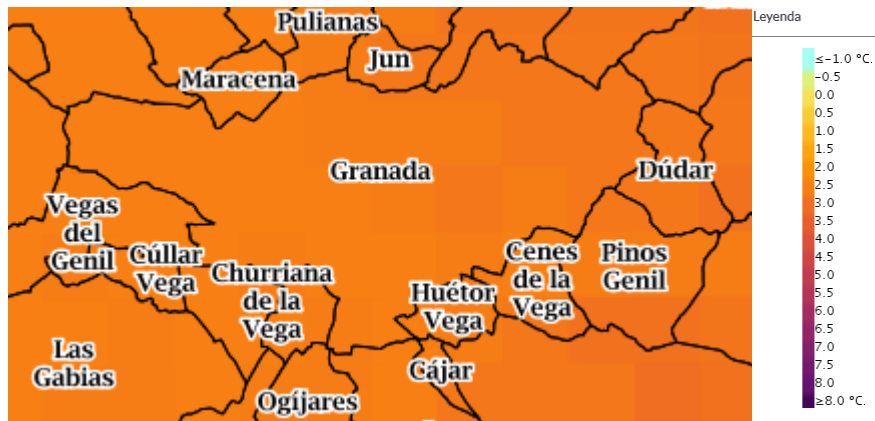 Pulianas
Jun
Maracena
Granada
Dúdar
Vegas
del
Genil
Cúllar
Vega
Churriana
de la
Vega
Huétor
Vega
Cenes
de la
Vega
Pinos
Genil
Las
Gabias
Cájar
Ogíjares
Leyenda
≤-1.0 °C.
-0.5
0.0
0.5
1.0
1.5
2.0
2.5
3.0
3.5
4.0
4.5
5.0
5.5
6.0
6.5
7.0
7.5
8.0
≥8.0 °C.